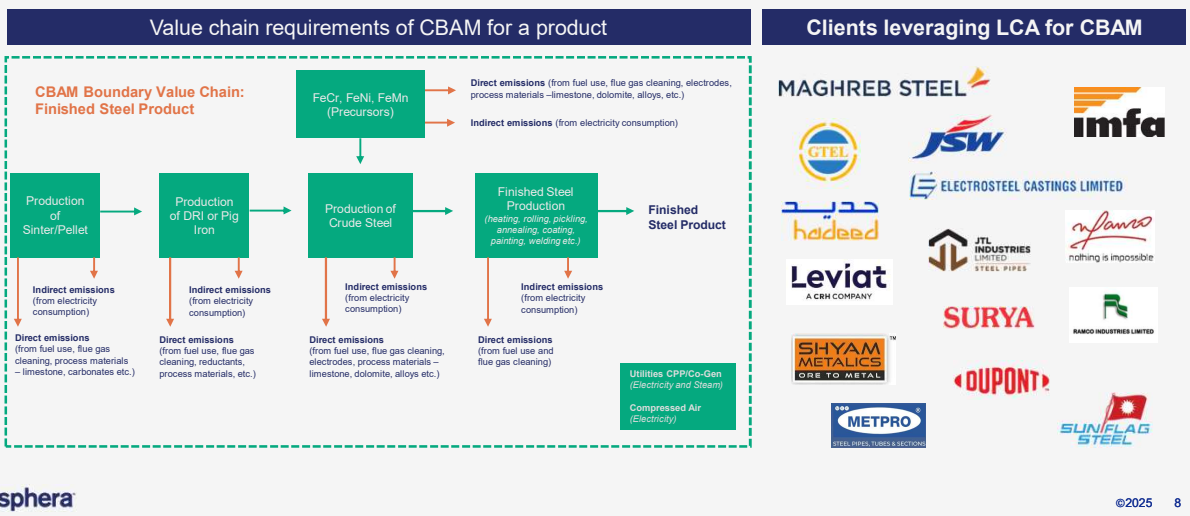 Value chain requirements of CBAM for a product
Clients leveraging LCA for CBAM
CBAM Boundary Value Chain:
Finished Steel Product
FeCr, FeNi, FeMn
(Precursors)
Direct emissions (from fuel use, flue gas cleaning, electrodes,
process materials –limestone, dolomite, alloys, etc.)
Indirect emissions (from electricity consumption)
Production
of
Sinter/Pellet
Production
of DRI or Pig
Iron
Production of
Crude Steel
Finished Steel
Production
(heating, rolling, pickling,
annealing, coating,
painting, welding etc.)
Finished
Steel Product
Indirect emissions
(from electricity
consumption)
Direct emissions
(from fuel use, flue gas
cleaning, process materials
– limestone, carbonates etc.)
Indirect emissions
(from electricity
consumption)
Direct emissions
(from fuel use, flue gas
cleaning, reductants,
process materials, etc.)
Indirect emissions
(from electricity
consumption)
Direct emissions
(from fuel use, flue gas cleaning,
electrodes, process materials –
limestone, dolomite, alloys etc.)
Indirect emissions
(from electricity
consumption)
Direct emissions
(from fuel use and
flue gas cleaning)
Utilities CPP/Co-Gen
(Electricity and Steam)
Compressed Air
(Electricity)
MAGHREB STEEL
imfa
GTEL
JSW
ELECTROSTEEL CASTINGS LIMITED
حديد
hadeed
JTL
INDUSTRIES
LIMITED
STEEL PIPES
nothing is impossible
Leviat
A CRH COMPANY
SURYA
R
RAMCO INDUSTRIES LIMITED
SHYAM
METALICS
ORE TO METAL
™
DUPONT
METPRO
®
STEEL PIPES, TUBES & SECTIONS
SUNFLAG
STEEL
sphera
©2025 8